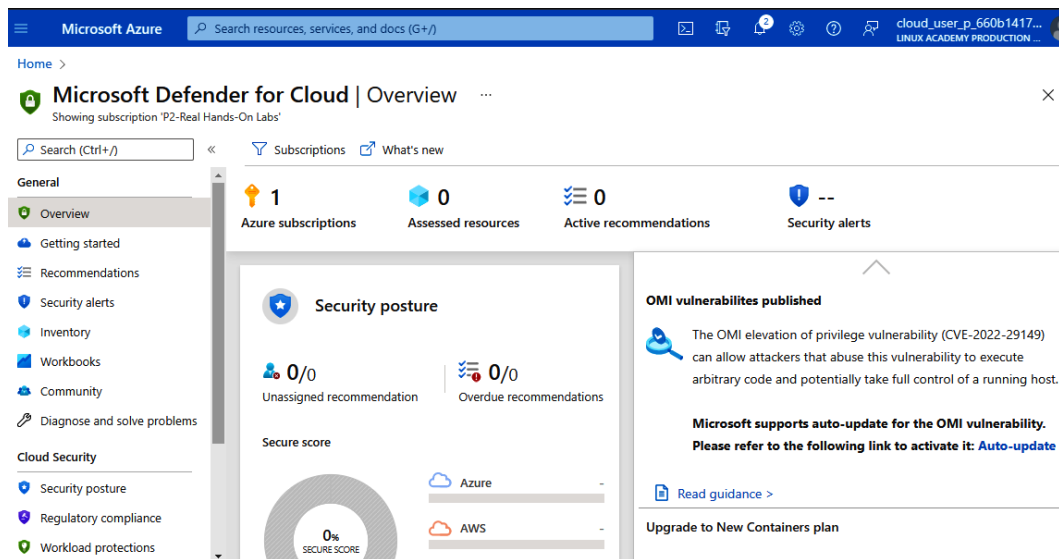 Microsoft Azure
Search resources, services, and docs (G+/)
2
cloud_user_p_660b1417...
LINUX ACADEMY PRODUCTION ...
Home >
Microsoft Defender for Cloud | Overview ...
Showing subscription 'P2-Real Hands-On Labs'
Search (Ctrl+/)
«
Subscriptions
What's new
General
Overview
Getting started
Recommendations
Security alerts
Inventory
Workbooks
Community
Diagnose and solve problems
Cloud Security
Security posture
Regulatory compliance
Workload protections
1
Azure subscriptions
0
Assessed resources
0
Active recommendations
--
Security alerts
Security posture
0/0
Unassigned recommendation
0/0
Overdue recommendations
Secure score
0%
SECURE SCORE
Azure -
AWS -
OMI vulnerabilites published
The OMI elevation of privilege vulnerability (CVE-2022-29149)
can allow attackers that abuse this vulnerability to execute
arbitrary code and potentially take full control of a running host.
Microsoft supports auto-update for the OMI vulnerability.
Please refer to the following link to activate it: Auto-update
Read guidance >
Upgrade to New Containers plan